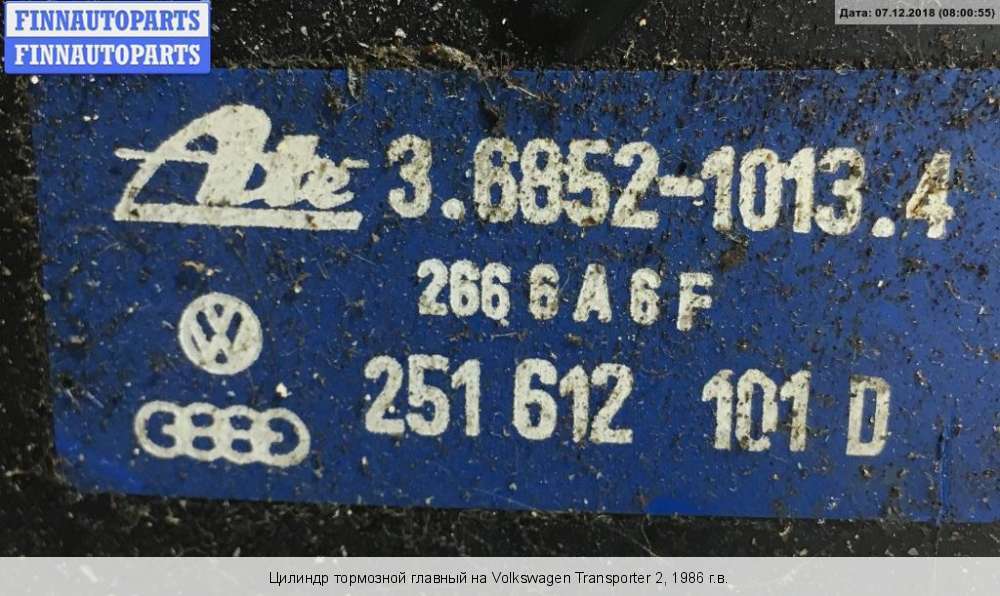 FINNAUTOPARTS
FINNAUTOPARTS
Дата: 07.12.2018 (08:00:55)
Ate 3.6852-1013.4
266 6 A 6 F
251 612 101 D
Цилиндр тормозной главный на Volkswagen Transporter 2, 1986 г.в.